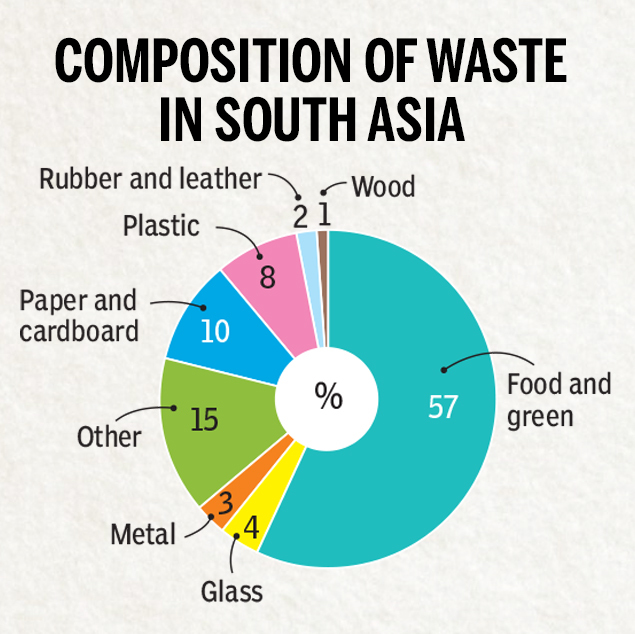 COMPOSITION OF WASTE
IN SOUTH ASIA
Rubber and leather
Wood
2
1
Plastic
8
Paper and
cardboard
10
%
Food and
green
57
Other
15
Metal
3
4
Glass